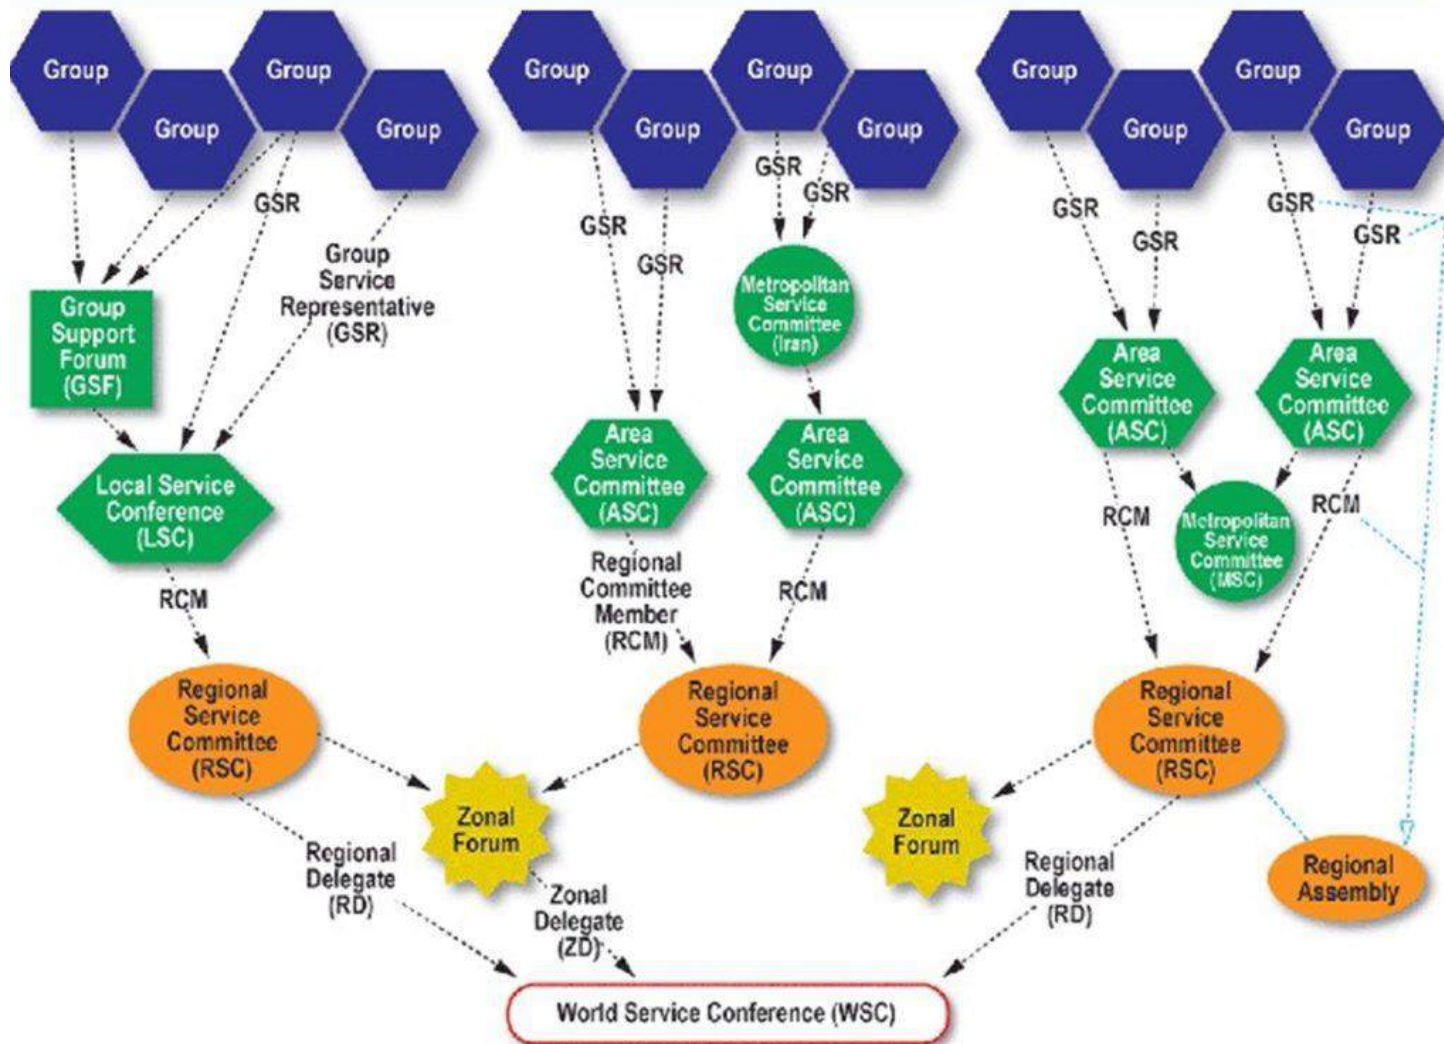 Group
Group
Group
Group
Group
Group
Group
Group
Group
Group
Group
Group
GSR
Group
Service
Representative
(GSR)
GSR
GSR
GSR
GSR
GSR
GSR
GSR
GSR
Group
Support
Forum
(GSF)
Metropolitan
Service
Committee
(Iran)
Area
Service
Committee
(ASC)
Area
Service
Committee
(ASC)
Local Service
Conference
(LSC)
Area
Service
Committee
(ASC)
Area
Service
Committee
(ASC)
RCM
Metropolitan
Service
Committee
(MSC)
RCM
RCM
Regional
Committee
Member
(RCM)
RCM
Regional
Service
Committee
(RSC)
Regional
Service
Committee
(RSC)
Regional
Service
Committee
(RSC)
Zonal
Forum
Zonal
Forum
Regional
Delegate
(RD)
Zonal
Delegate
(ZD)
Regional
Delegate
(RD)
Regional
Assembly
World Service Conference (WSC)